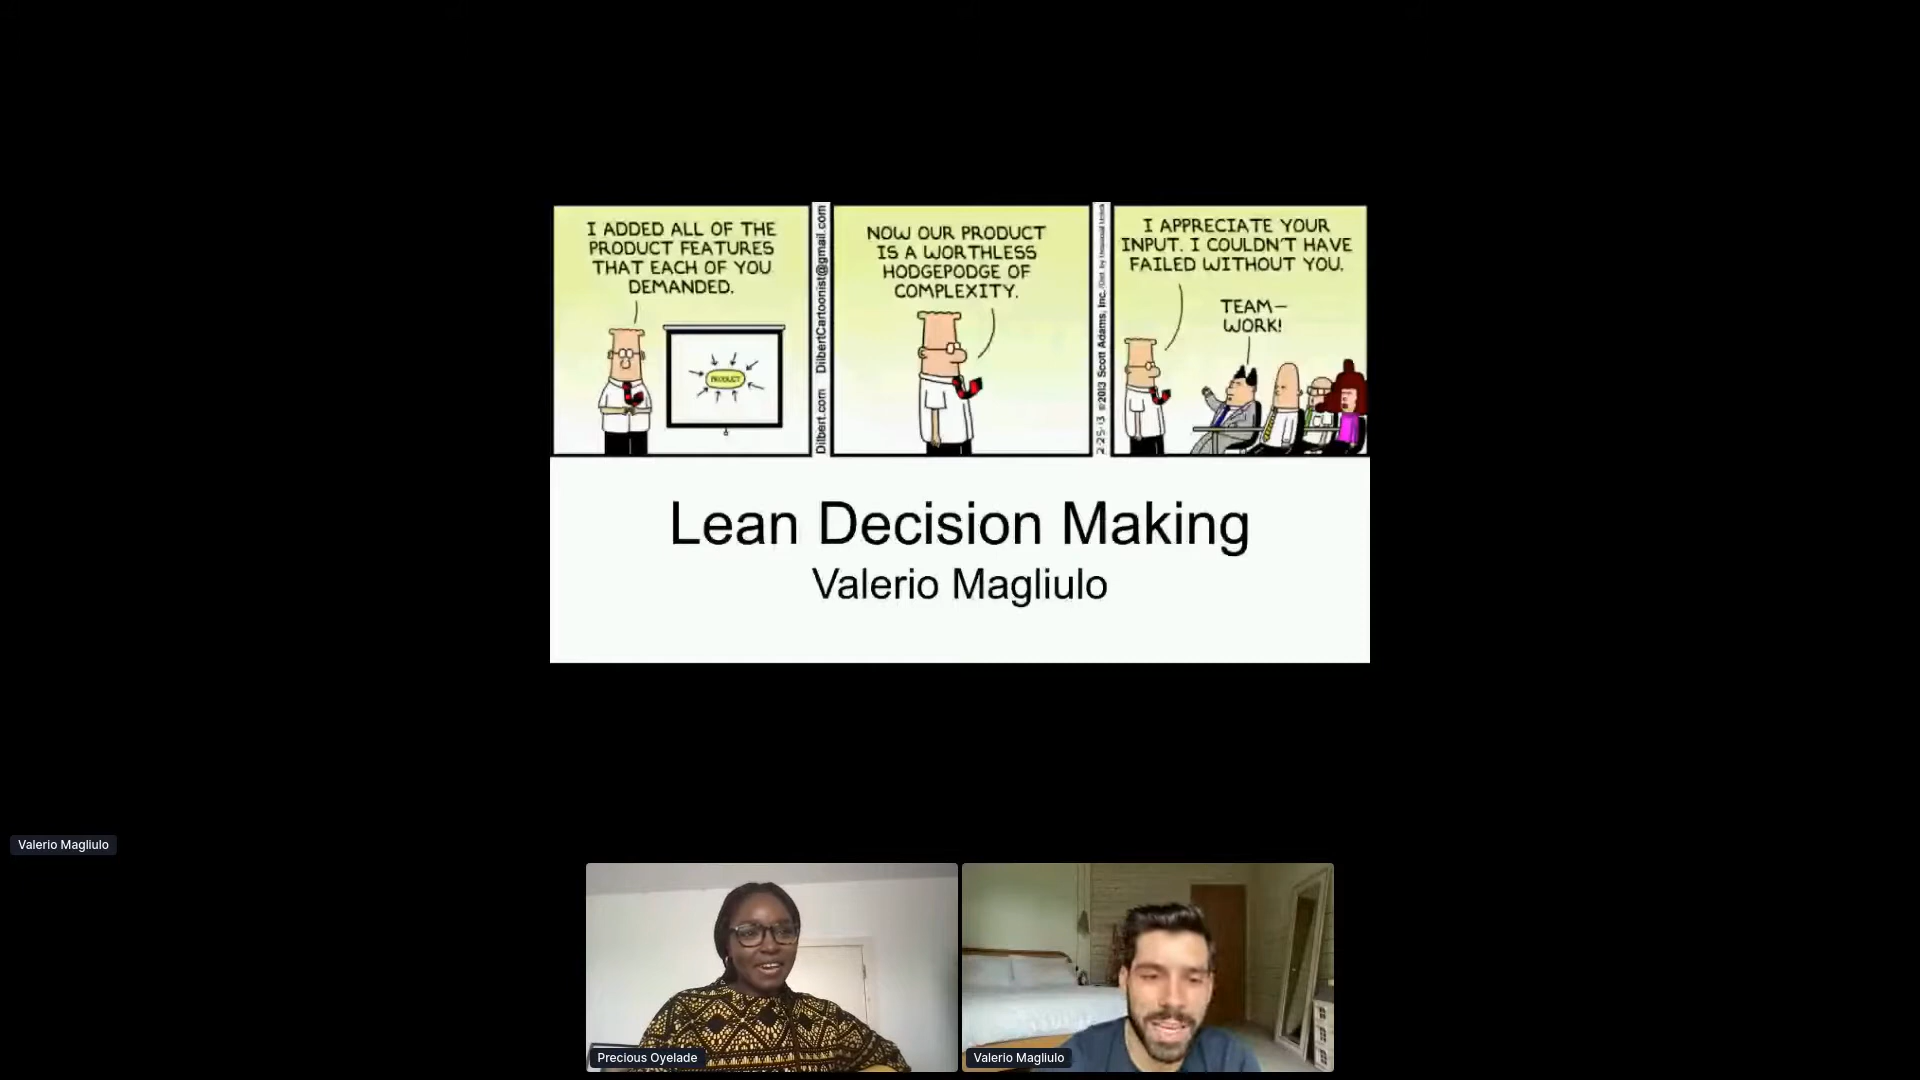 I ADDED ALL OF THE
PRODUCT FEATURES
THAT EACH OF YOU
DEMANDED.
PRODUCT
Dilbert.com DilbertCartoonist@gmail.com
NOW OUR PRODUCT
IS A WORTHLESS
HODGEPODGE OF
COMPLEXITY.
2-25-13 ©2013 Scott Adams, Inc.
I APPRECIATE YOUR
INPUT. I COULDN'T HAVE
FAILED WITHOUT YOU.
TEAM-
WORK!
Lean Decision Making
Valerio Magliulo
Valerio Magliulo
Precious Oyelade
Valerio Magliulo